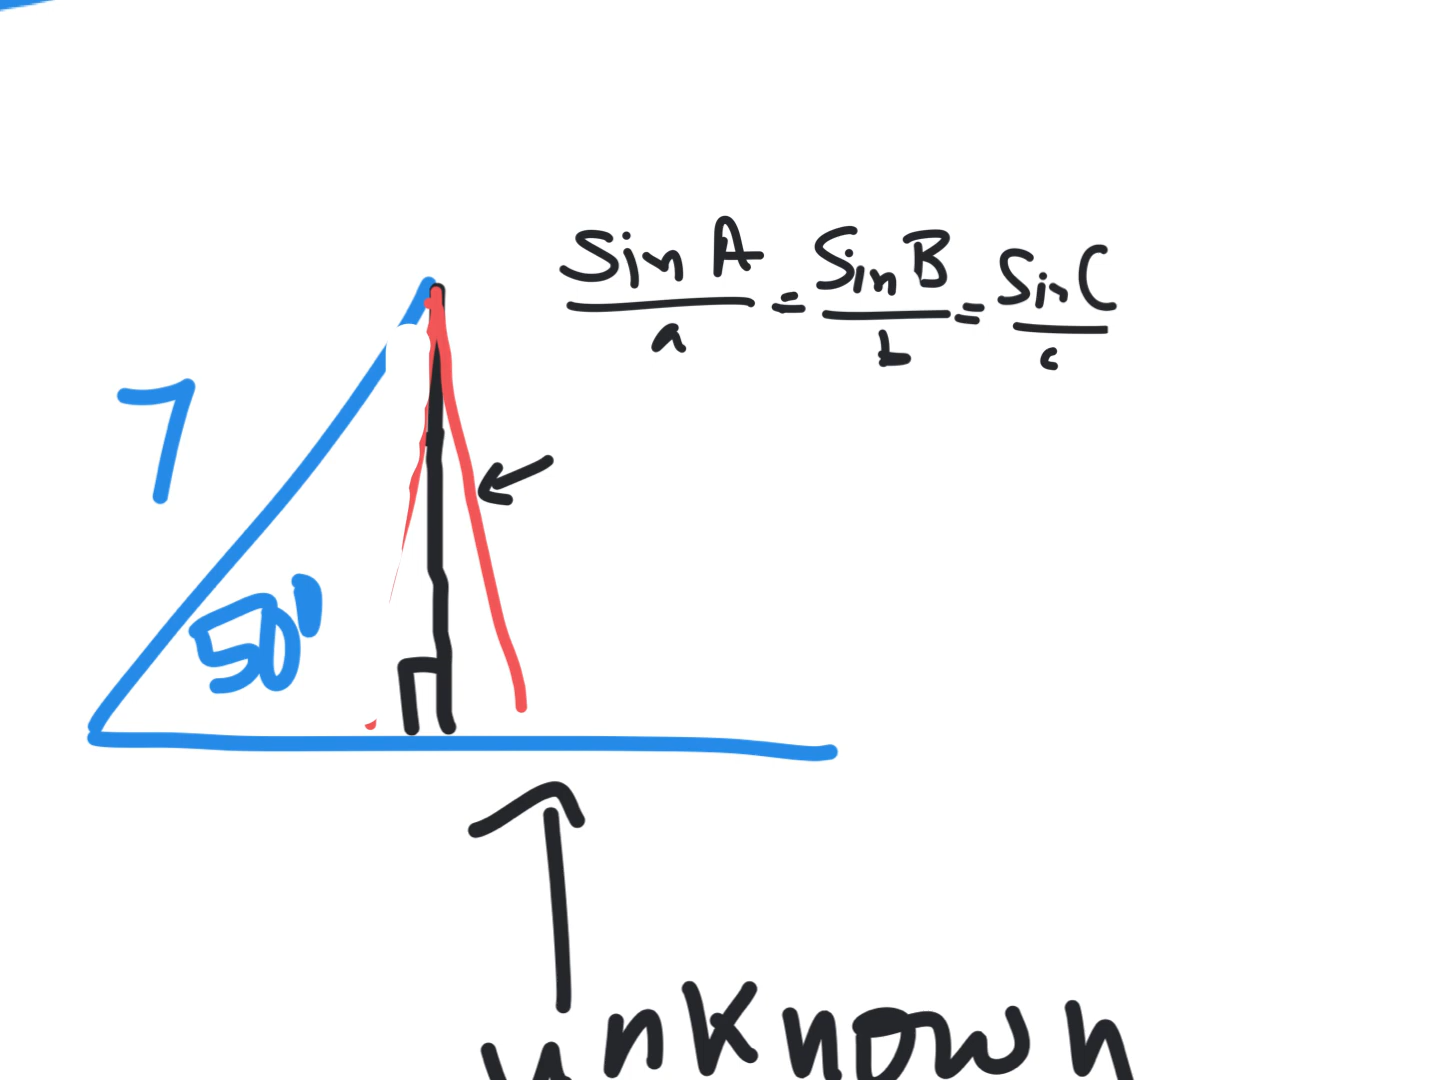 Sin A/a = Sin B/b = Sin C/c
7
50°
unknown